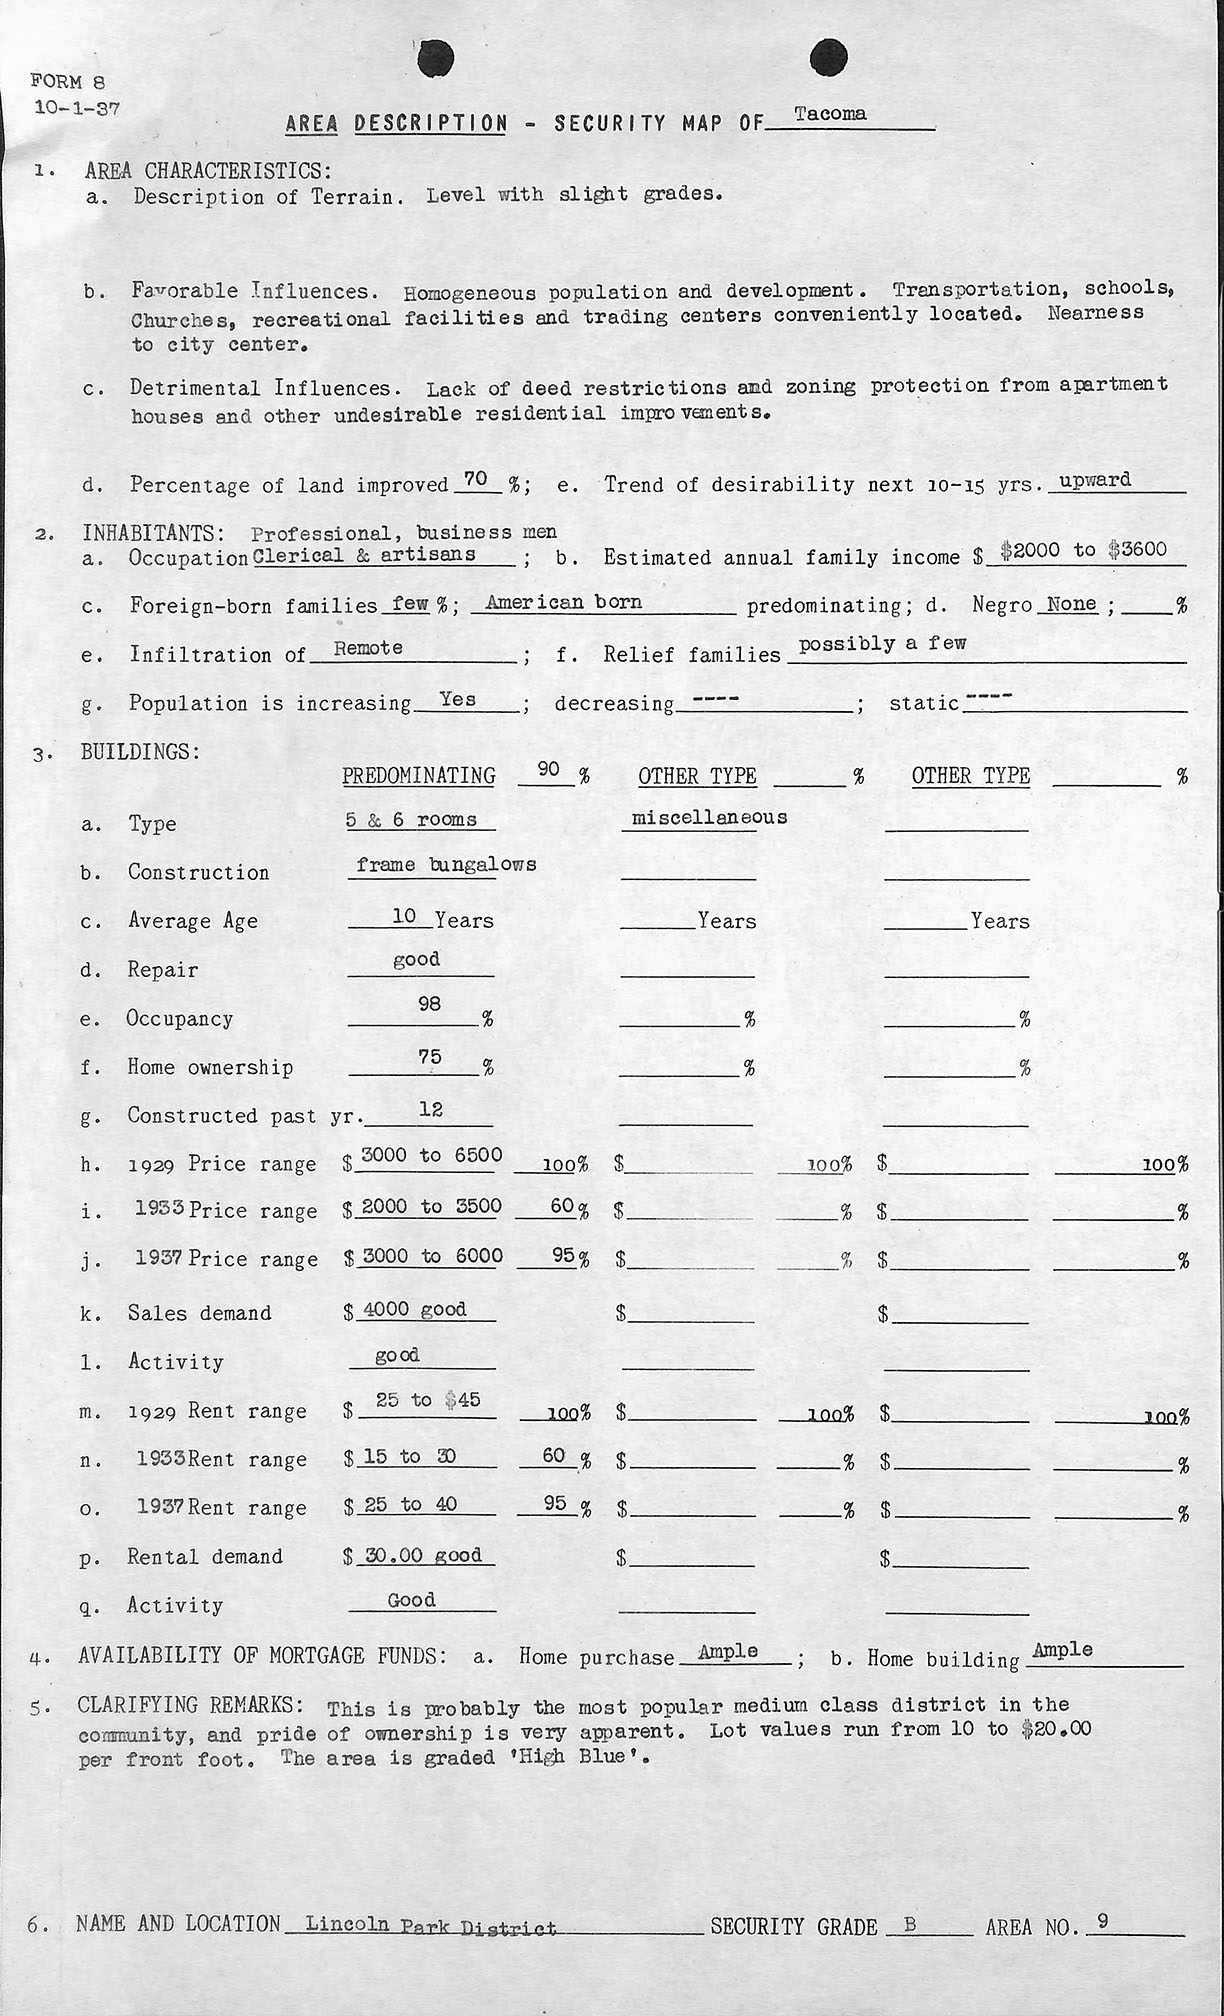 FORM 8
10-1-37
AREA DESCRIPTION - SECURITY MAP OF Tacoma
1. AREA CHARACTERISTICS:
a. Description of Terrain. Level with slight grades.
b. Favorable Influences. Homogeneous population and development. Transportation, schools,
Churches, recreational facilities and trading centers conveniently located. Nearness
to city center.
c. Detrimental Influences. Lack of deed restrictions and zoning protection from apartment
houses and other undesirable residential improvements.
d. Percentage of land improved 70 %; e. Trend of desirability next 10-15 yrs. upward
2. INHABITANTS: Professional, business men
a. Occupation Clerical & artisans ; b. Estimated annual family income $ $2000 to $3600
c. Foreign-born families few %; American born predominating; d. Negro None ; %
e. Infiltration of Remote ; f. Relief families possibly a few
g. Population is increasing Yes ; decreasing ---- ; static ----
3. BUILDINGS:
PREDOMINATING 90 % OTHER TYPE % OTHER TYPE %
a. Type 5 & 6 rooms miscellaneous
b. Construction frame bungalows
c. Average Age 10 Years Years Years
d. Repair good
e. Occupancy 98 % % %
f. Home ownership 75 % % %
g. Constructed past yr. 12
h. 1929 Price range $ 3000 to 6500 100% $ 100% $ 100%
i. 1933 Price range $ 2000 to 3500 60% $ % $ %
j. 1937 Price range $ 3000 to 6000 95% $ % $ %
k. Sales demand $ 4000 good $ $
l. Activity good
m. 1929 Rent range $ 25 to $45 100% $ 100% $ 100%
n. 1933 Rent range $ 15 to 30 60 % $ % $ %
o. 1937 Rent range $ 25 to 40 95 % $ % $ %
p. Rental demand $ 30.00 good $ $
q. Activity Good
4. AVAILABILITY OF MORTGAGE FUNDS: a. Home purchase Ample ; b. Home building Ample
5. CLARIFYING REMARKS: This is probably the most popular medium class district in the
community, and pride of ownership is very apparent. Lot values run from 10 to $20.00
per front foot. The area is graded 'High Blue'.
6. NAME AND LOCATION Lincoln Park District SECURITY GRADE B AREA NO. 9